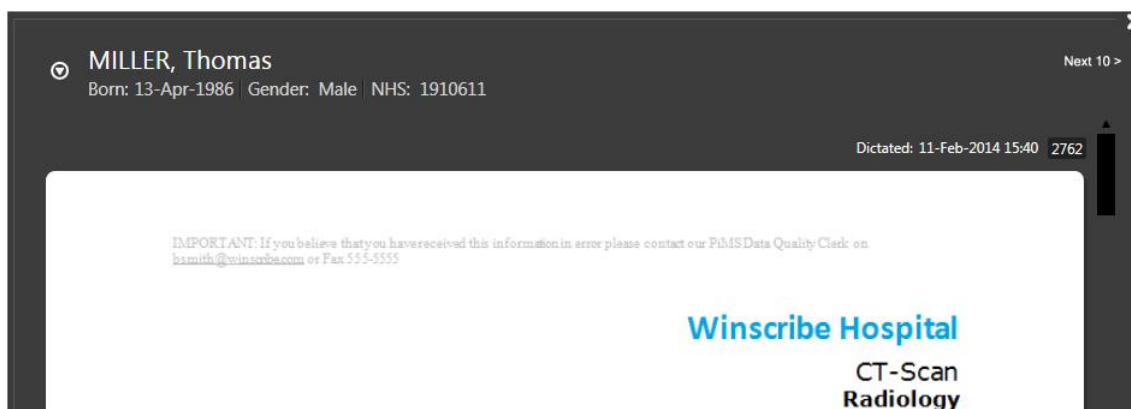 MILLER, Thomas
Next 10 >
Born: 13-Apr-1986 Gender: Male NHS: 1910611
Dictated: 11-Feb-2014 15:40 2762
IMPORTANT: If you believe that you have received this information in error please contact our PiMS Data Quality Clerk on
bsmith@winscribe.com or Fax 555-5555
Winscribe Hospital
CT-Scan
Radiology